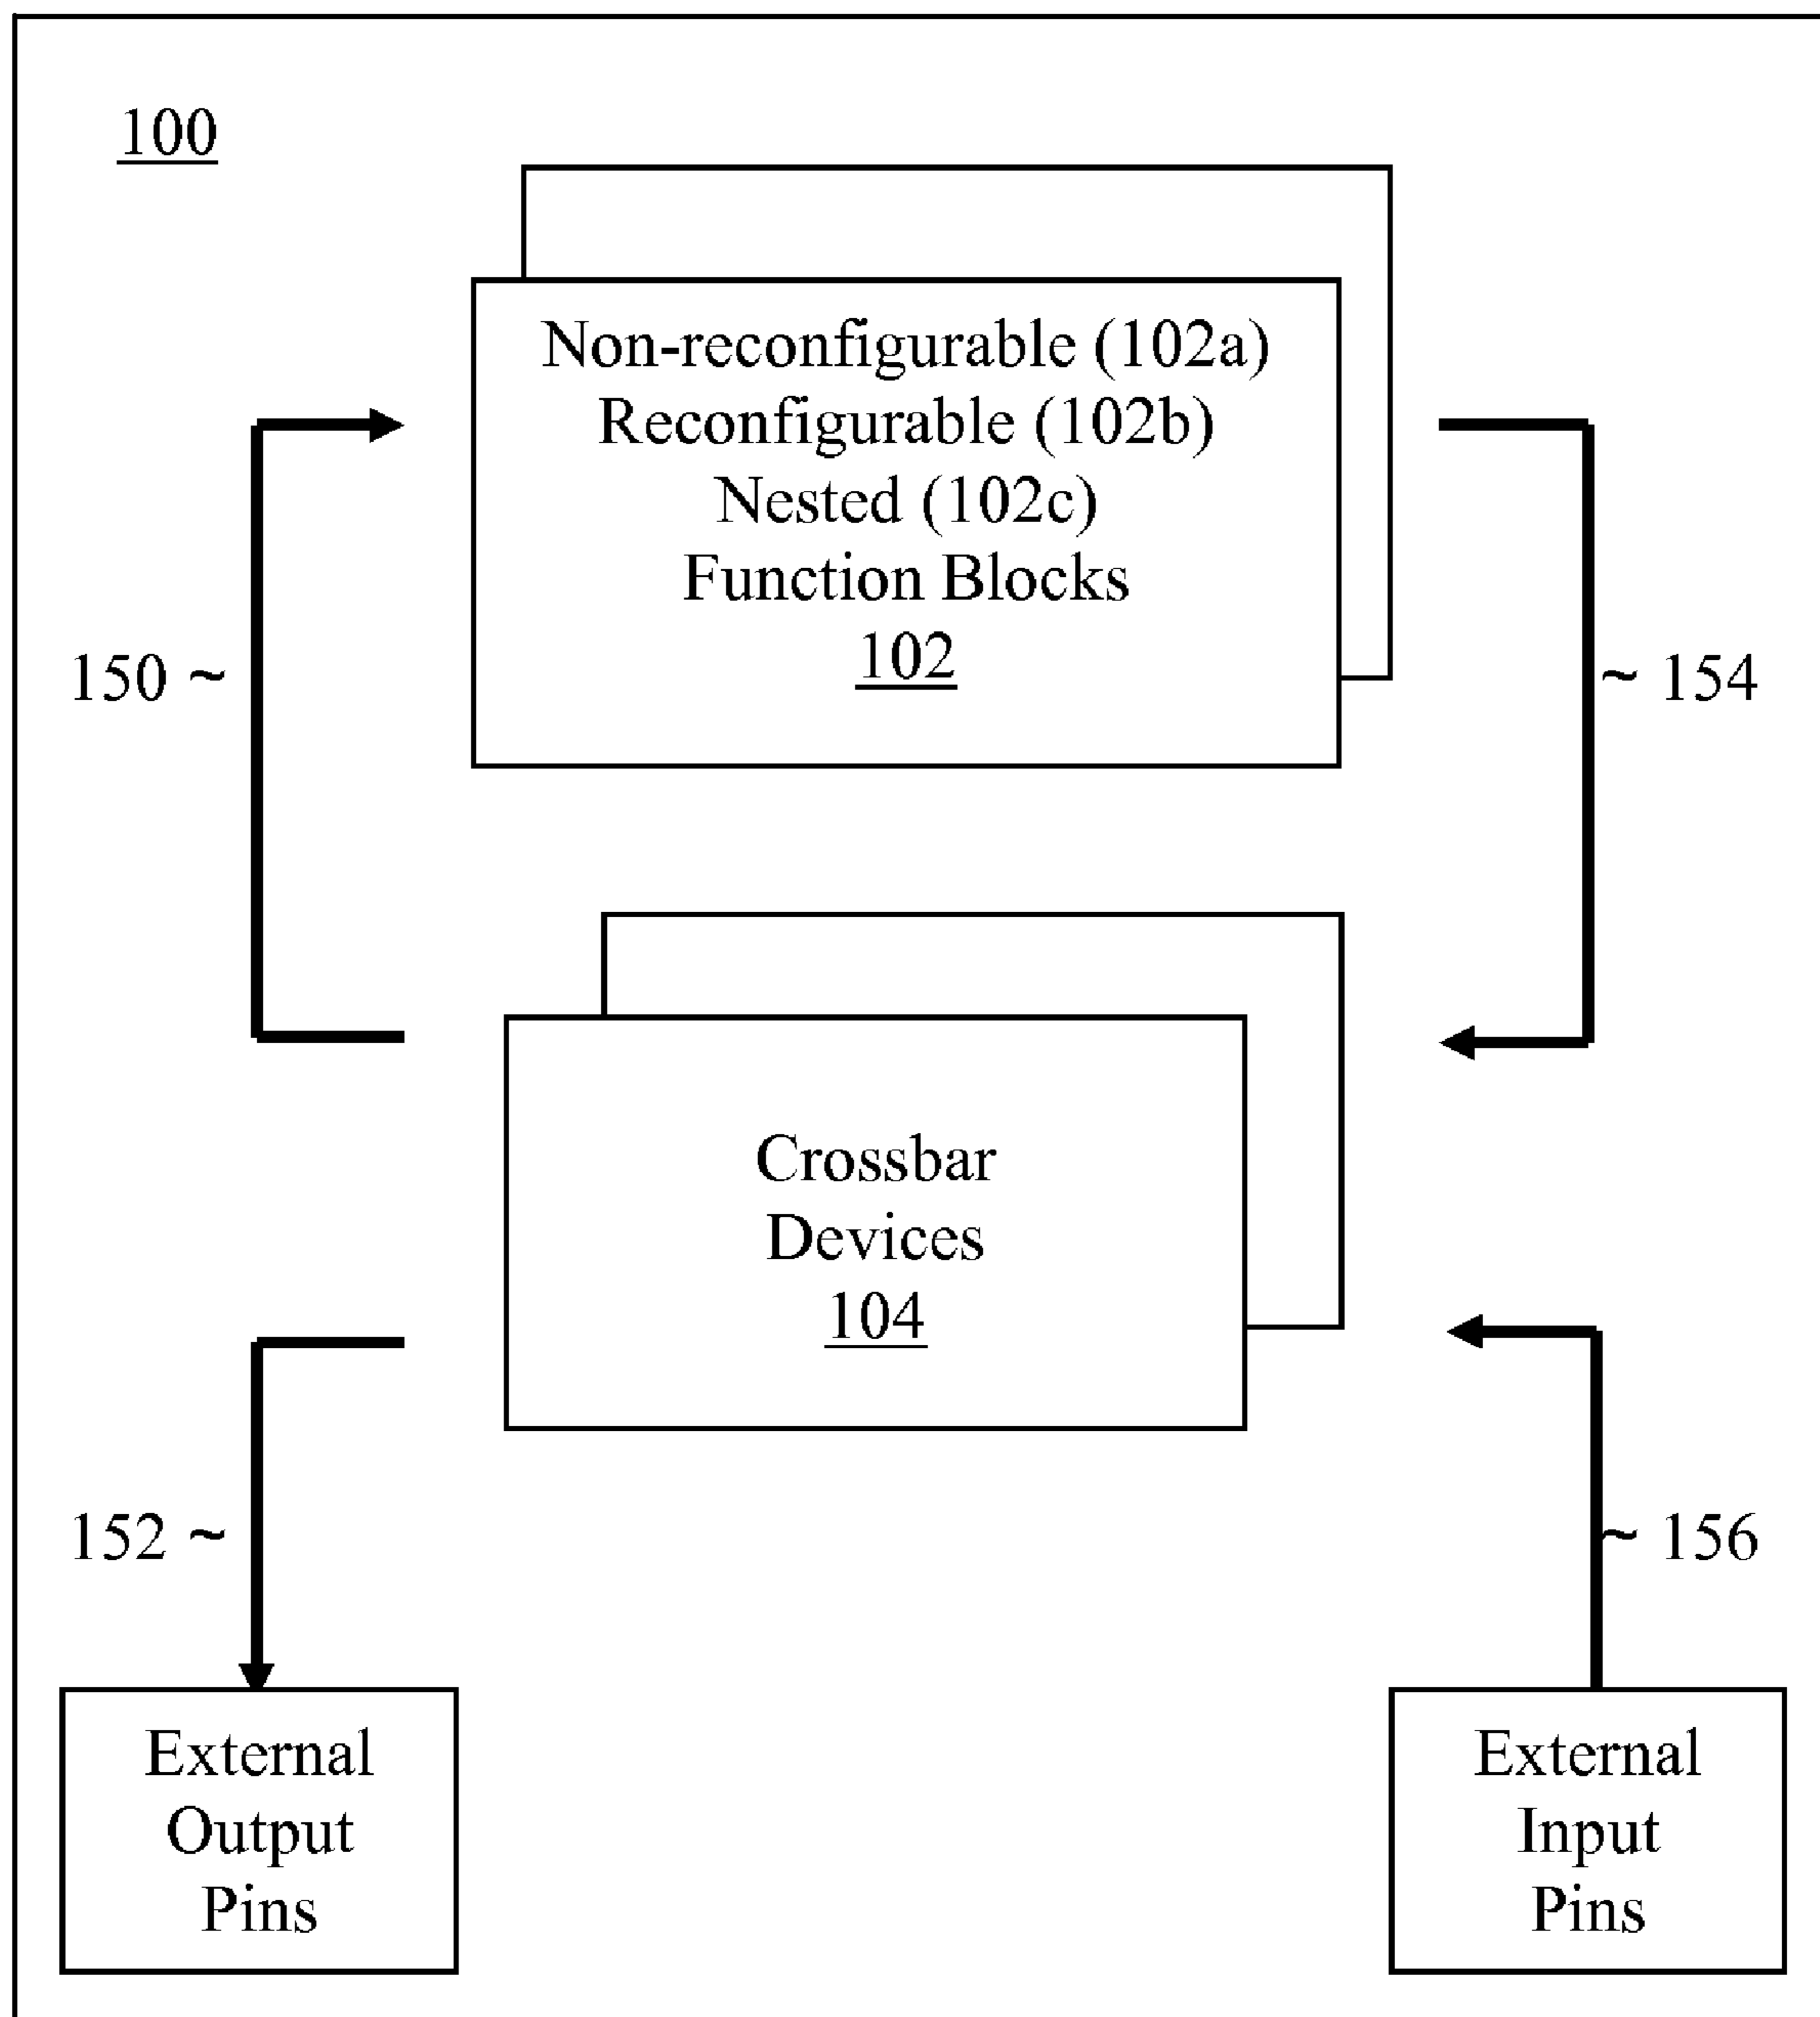 100
Non-reconfigurable (102a)
Reconfigurable (102b)
Nested (102c)
Function Blocks
102
150 ~
~ 154
Crossbar
Devices
104
152 ~
~ 156
External
Output
Pins
External
Input
Pins